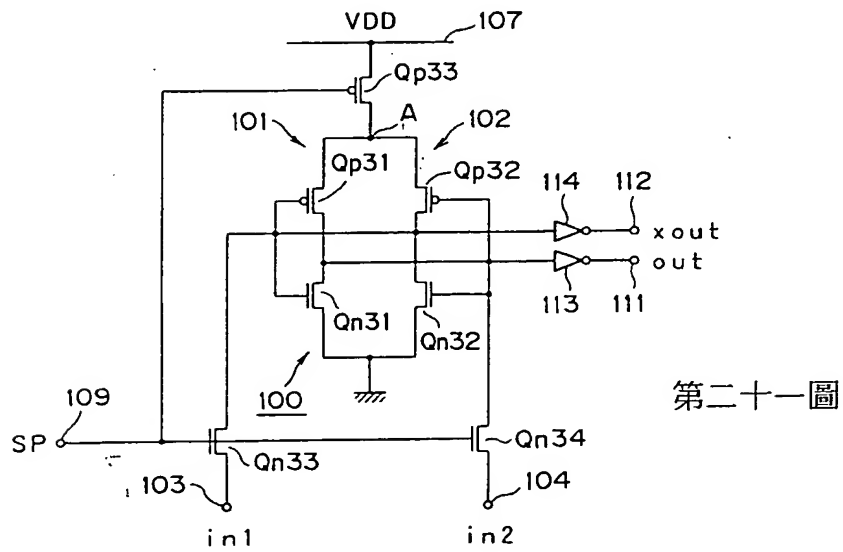 VDD
107
Qp33
A
101
102
Qp31
Qp32
114
112
xout
out
113
111
Qn31
Qn32
100
第二十一圖
109
SP
Qn33
Qn34
103
104
in1
in2